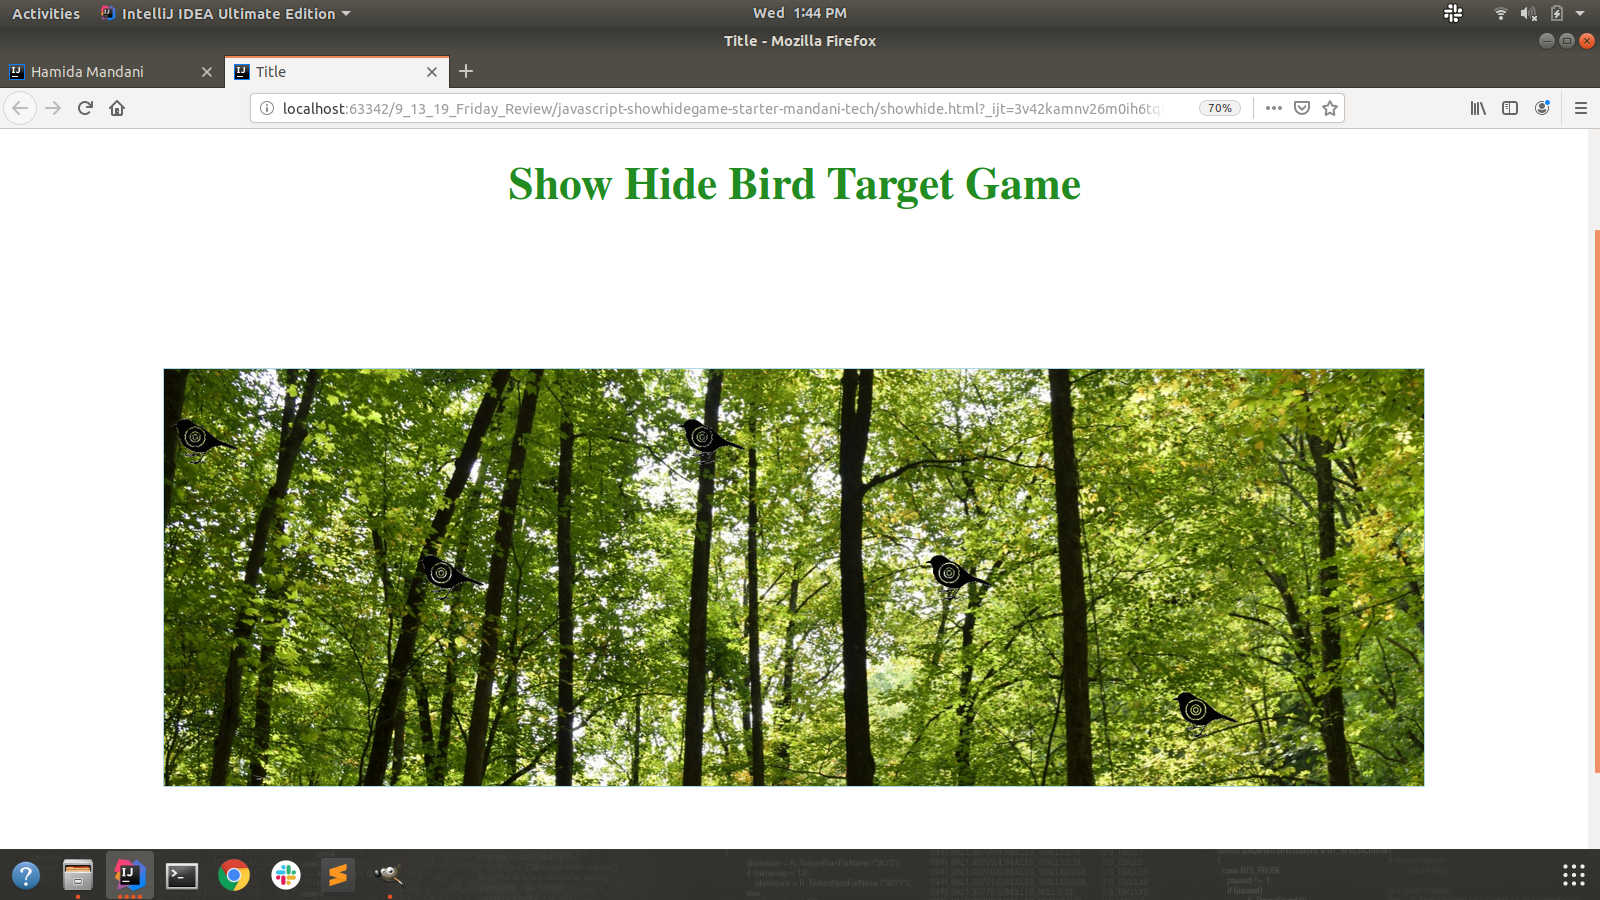 Activities IntelliJ IDEA Ultimate Edition Wed 1:44 PM
Title - Mozilla Firefox
Hamida Mandani Title
localhost:63342/9_13_19_Friday_Review/javascript-showhidegame-starter-mandani-tech/showhide.html?_ijt=3v42kamnv26m0ih6tq 70%
Show Hide Bird Target Game